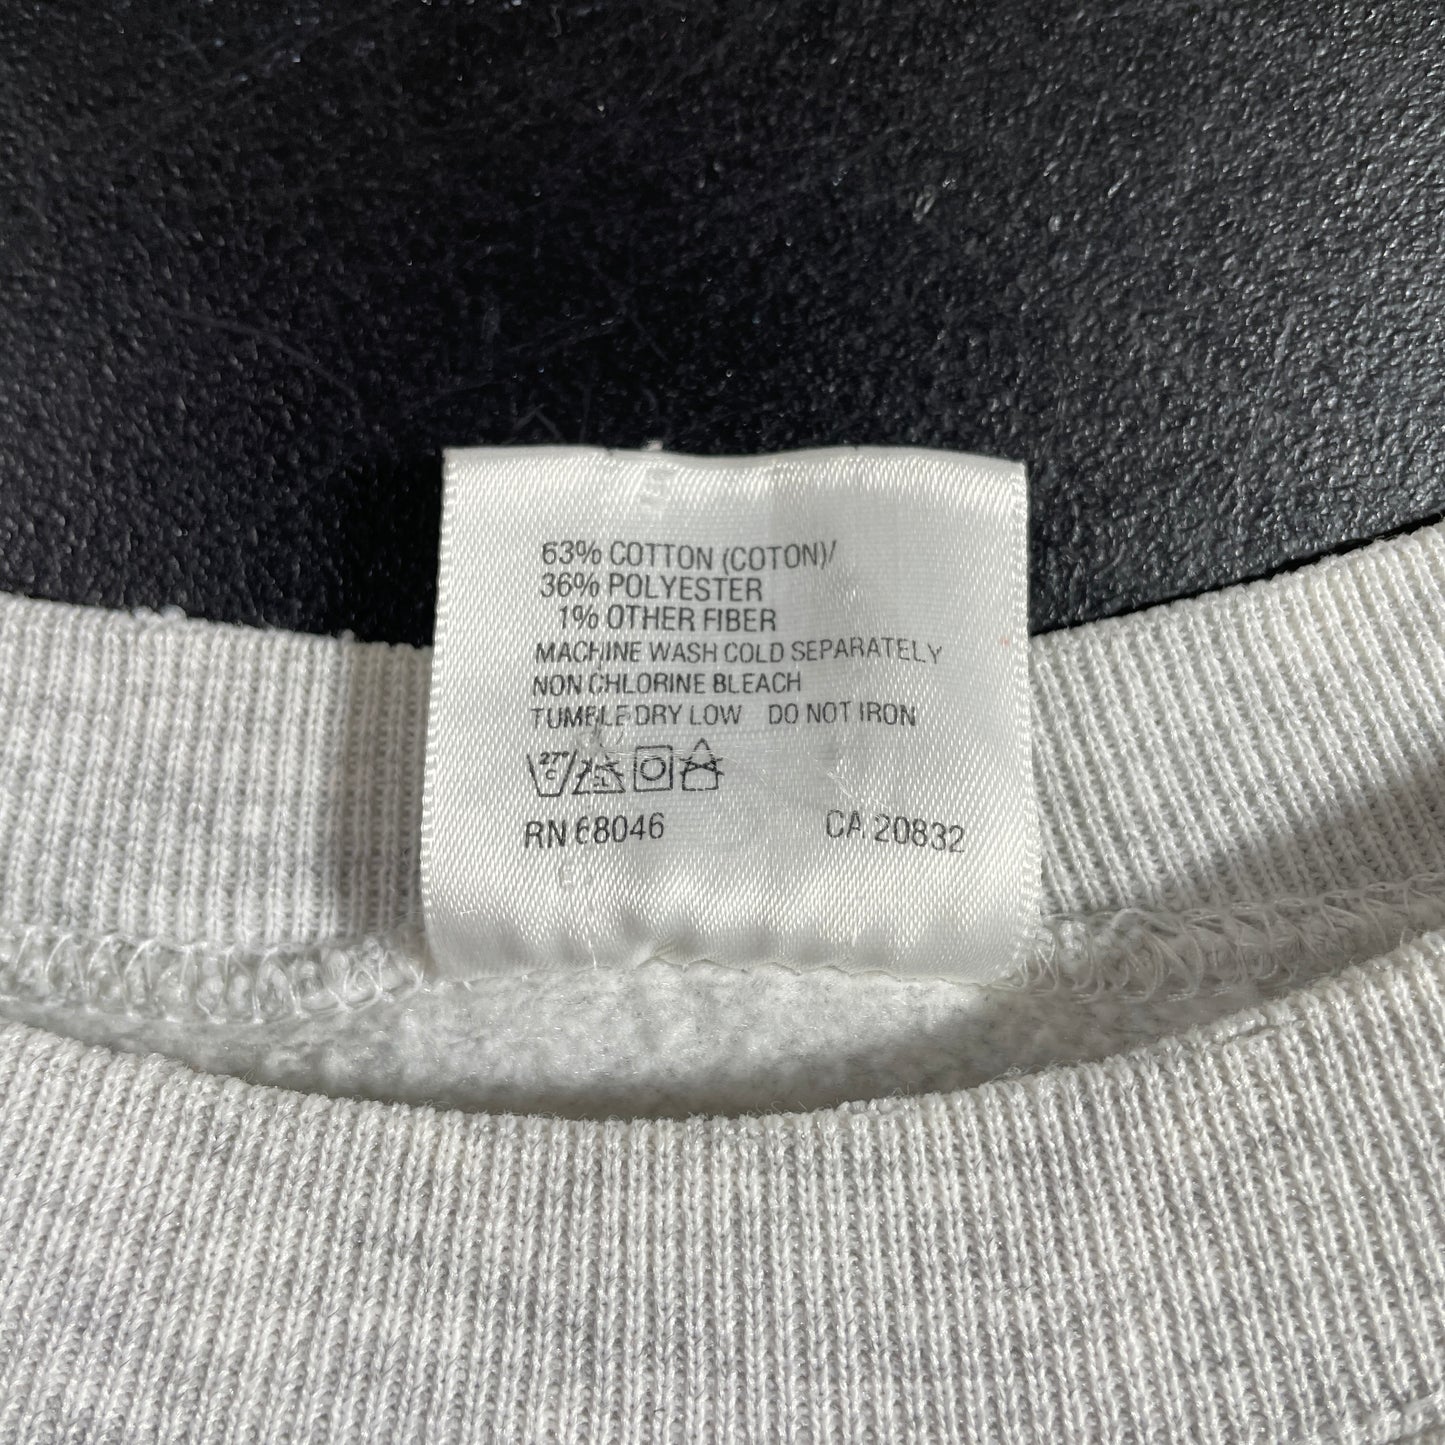 63% COTTON (COTON)/
36% POLYESTER
1% OTHER FIBER
MACHINE WASH COLD SEPARATELY
NON CHLORINE BLEACH
TUMBLE DRY LOW DO NOT IRON
27° C CL
RN 68046 CA 20832